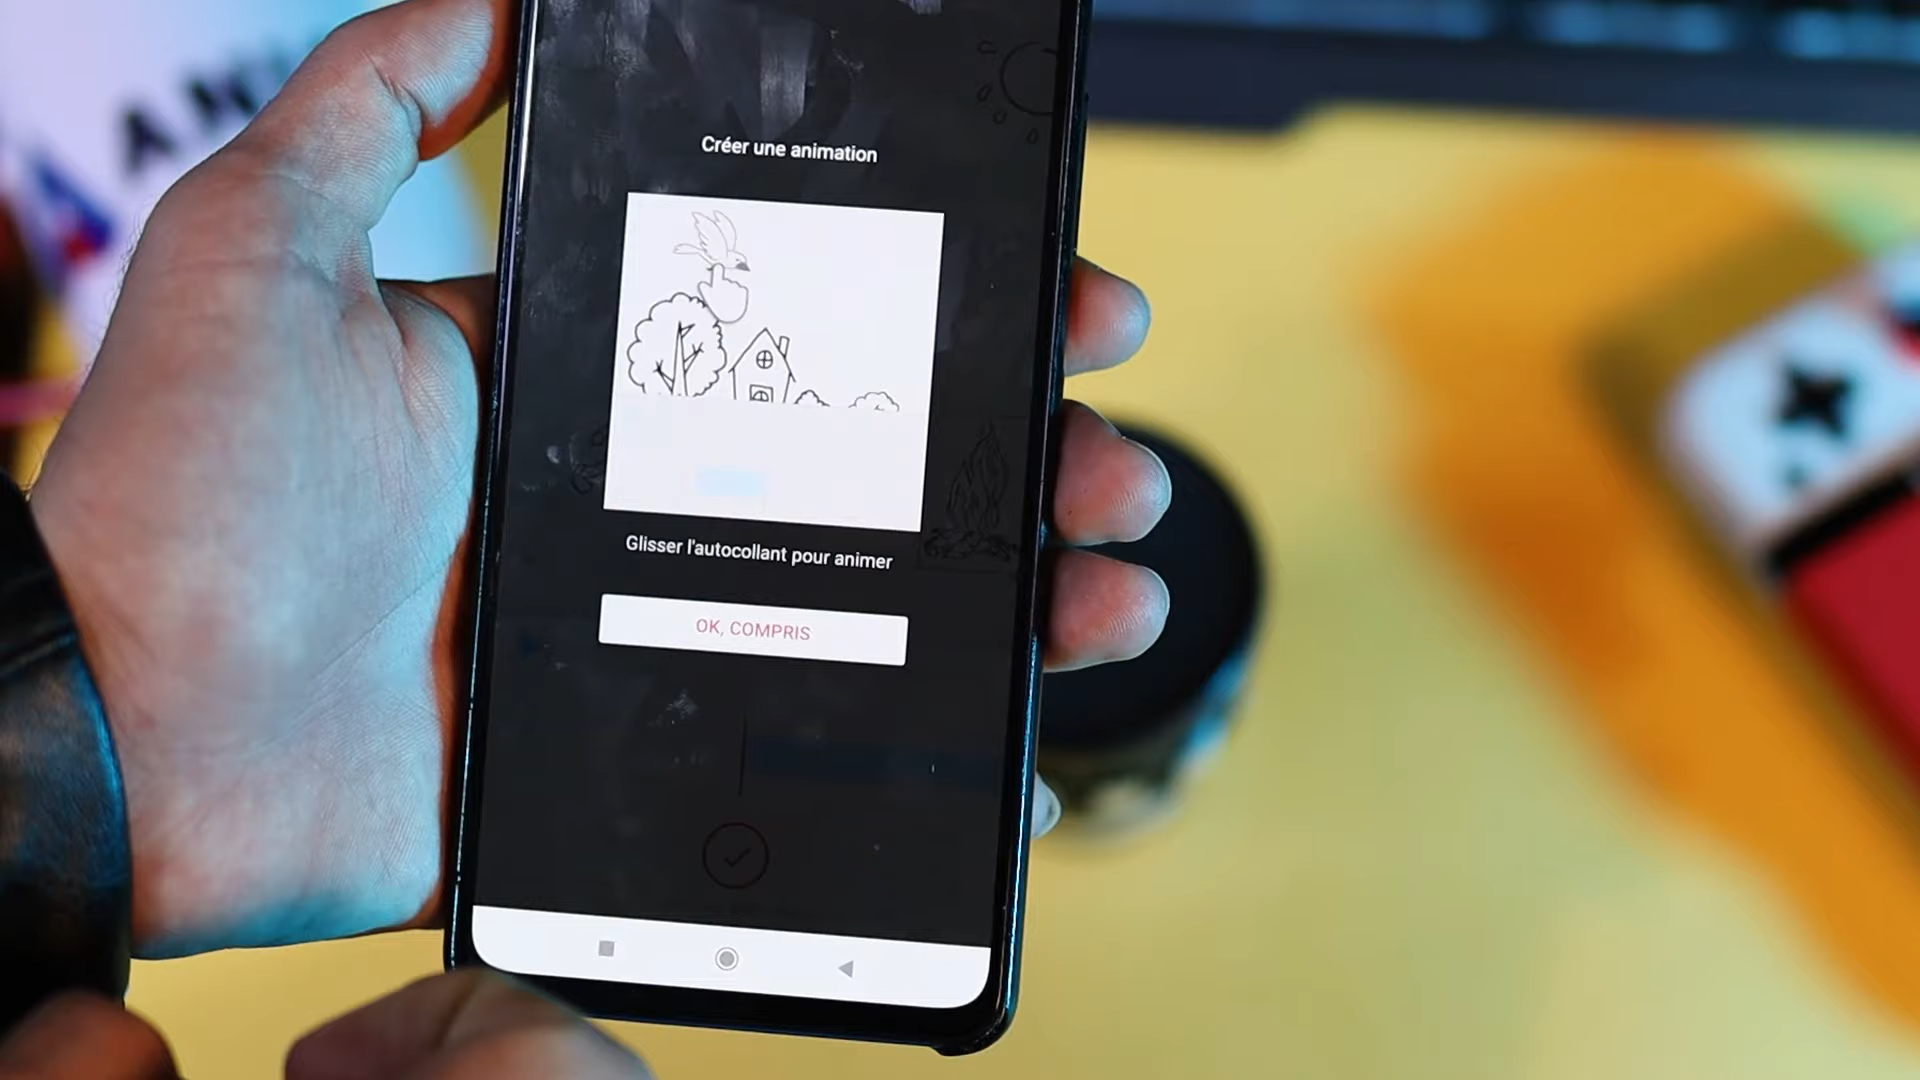 Créer une animation
Glisser l'autocollant pour animer
OK, COMPRIS